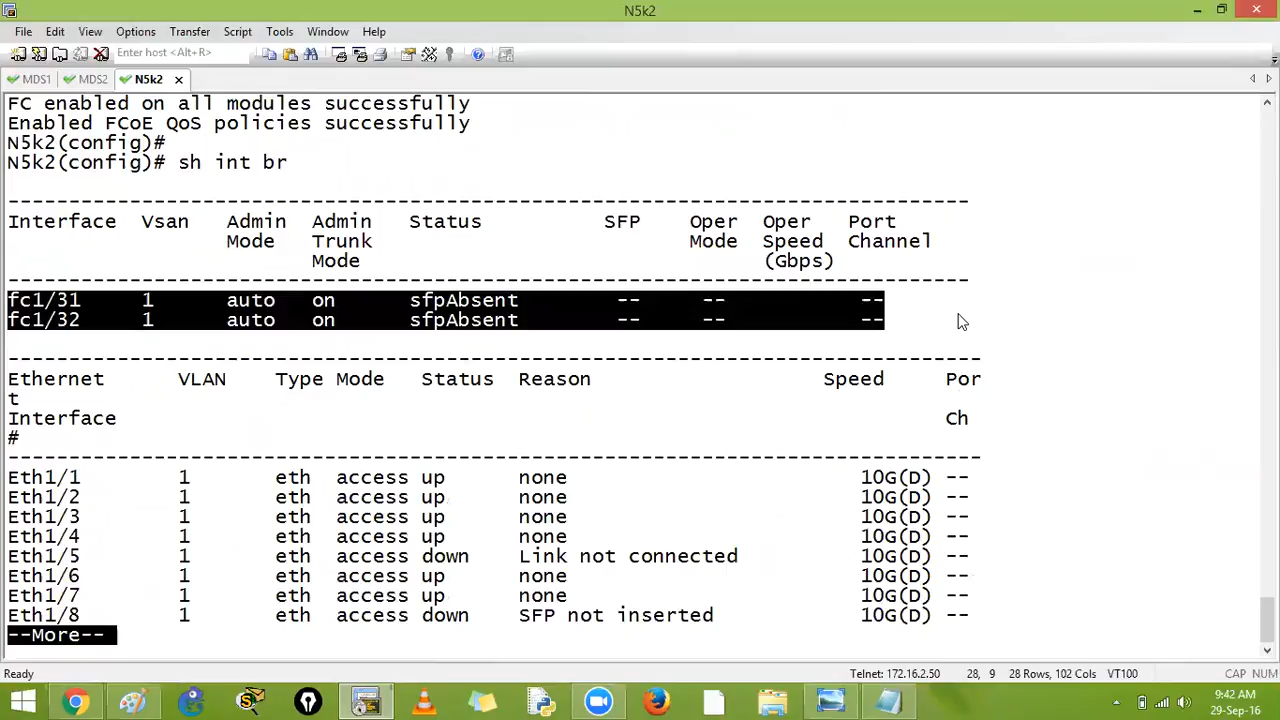 N5k2
File Edit View Options Transfer Script Tools Window Help
Enter host <Alt+R>
MDS1 MDS2 N5k2
FC enabled on all modules successfully
Enabled FCoE QoS policies successfully
N5k2(config)#
N5k2(config)# sh int br
-------------------------------------------------------------------------------
Interface Vsan Admin Admin Status SFP Oper Oper Port
Mode Trunk Mode Speed Channel
Mode (Gbps)
-------------------------------------------------------------------------------
fc1/31 1 auto on sfpAbsent -- -- --
fc1/32 1 auto on sfpAbsent -- -- --
--------------------------------------------------------------------------------
Ethernet VLAN Type Mode Status Reason Speed Por
t
Interface Ch
#
--------------------------------------------------------------------------------
Eth1/1 1 eth access up none 10G(D) --
Eth1/2 1 eth access up none 10G(D) --
Eth1/3 1 eth access up none 10G(D) --
Eth1/4 1 eth access up none 10G(D) --
Eth1/5 1 eth access down Link not connected 10G(D) --
Eth1/6 1 eth access up none 10G(D) --
Eth1/7 1 eth access up none 10G(D) --
Eth1/8 1 eth access down SFP not inserted 10G(D) --
--More--
Ready Telnet: 172.16.2.50 28, 9 28 Rows, 102 Cols VT100 CAP NUM
9:42 AM
29-Sep-16